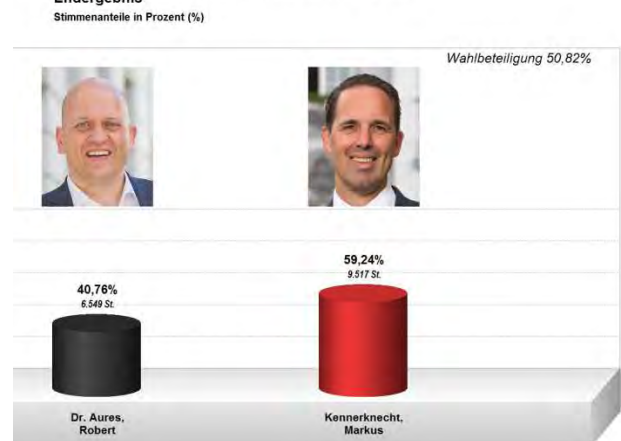 Endergebnis
Stimmenanteile in Prozent (%)
Wahlbeteiligung 50,82%
59,24%
9.517 St.
40,76%
6.549 St.
Dr. Aures,
Robert
Kennerknecht,
Markus